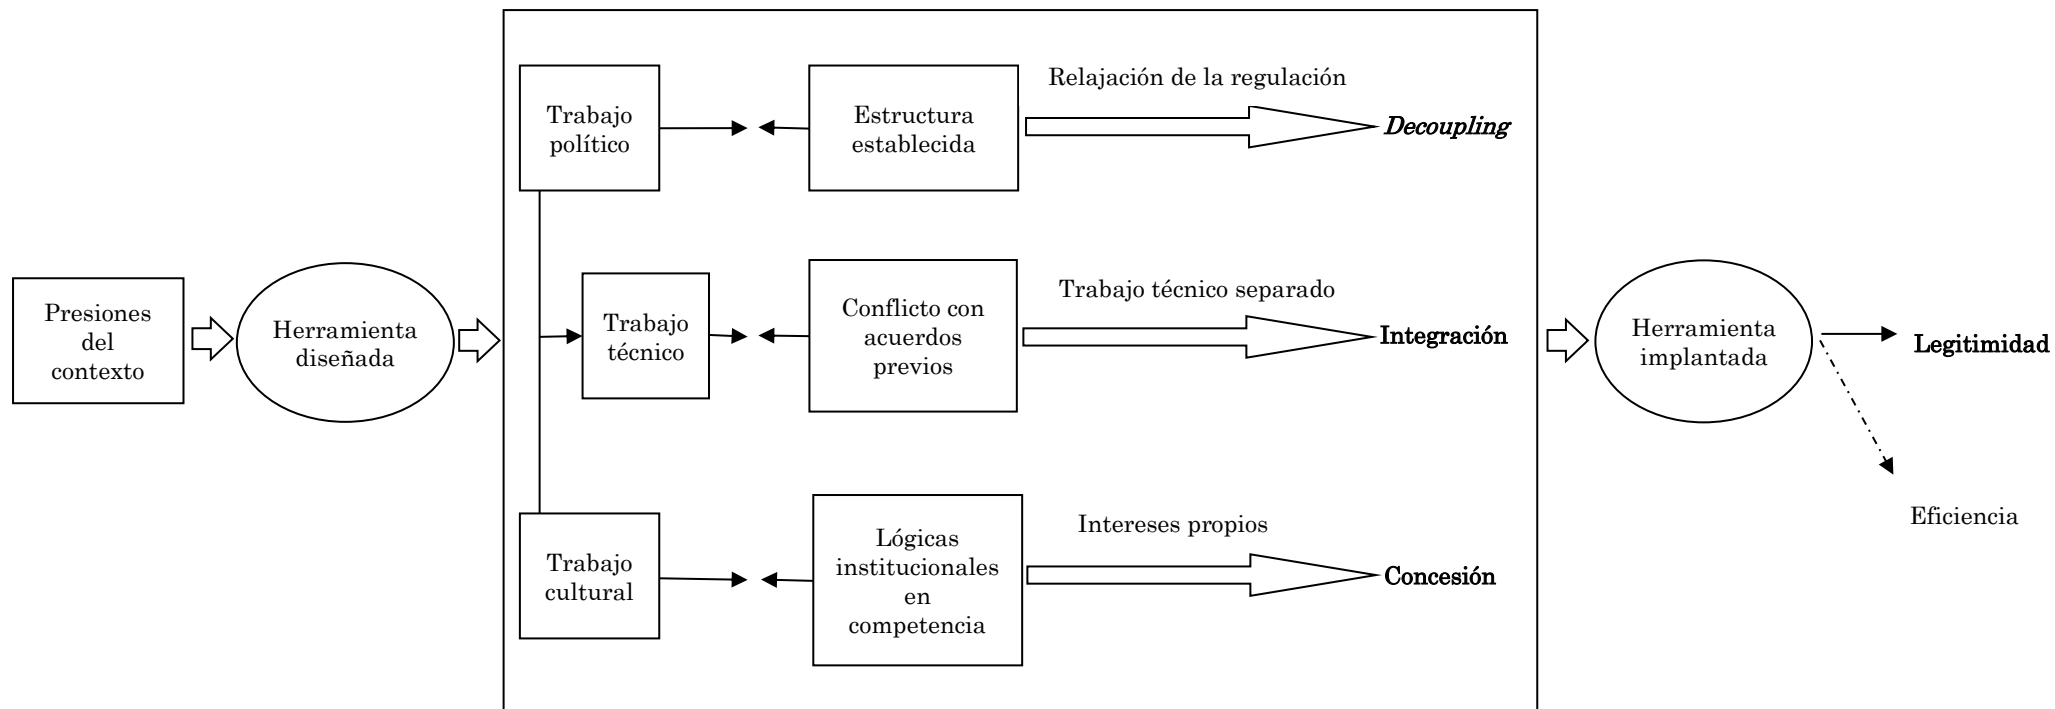 Presiones
del
contexto
Herramienta
diseñada
Trabajo
político
Estructura
establecida
Relajación de la regulación
Decoupling
Trabajo
técnico
Conflicto con
acuerdos
previos
Trabajo técnico separado
Integración
Trabajo
cultural
Lógicas
institucionales
en
competencia
Intereses propios
Concesión
Herramienta
implantada
Legitimidad
Eficiencia